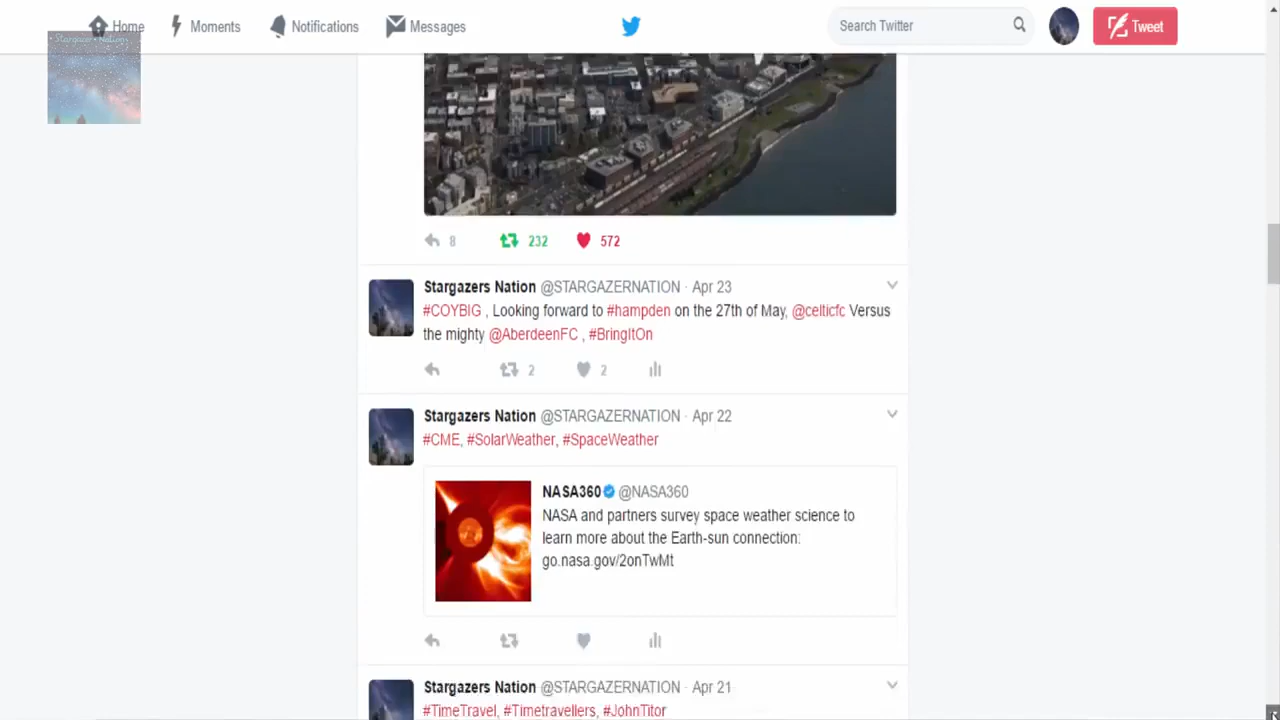 Home Moments Notifications Messages Search Twitter Tweet
Stargazer Nation
8 232 572
Stargazers Nation @STARGAZERNATION · Apr 23
#COYBIG , Looking forward to #hampden on the 27th of May, @celticfc Versus
the mighty @AberdeenFC , #BringItOn
2 2
Stargazers Nation @STARGAZERNATION · Apr 22
#CME, #SolarWeather, #SpaceWeather
NASA360 @NASA360
NASA and partners survey space weather science to
learn more about the Earth-sun connection:
go.nasa.gov/2onTwMt
Stargazers Nation @STARGAZERNATION · Apr 21
#TimeTravel, #Timetravellers, #JohnTitor